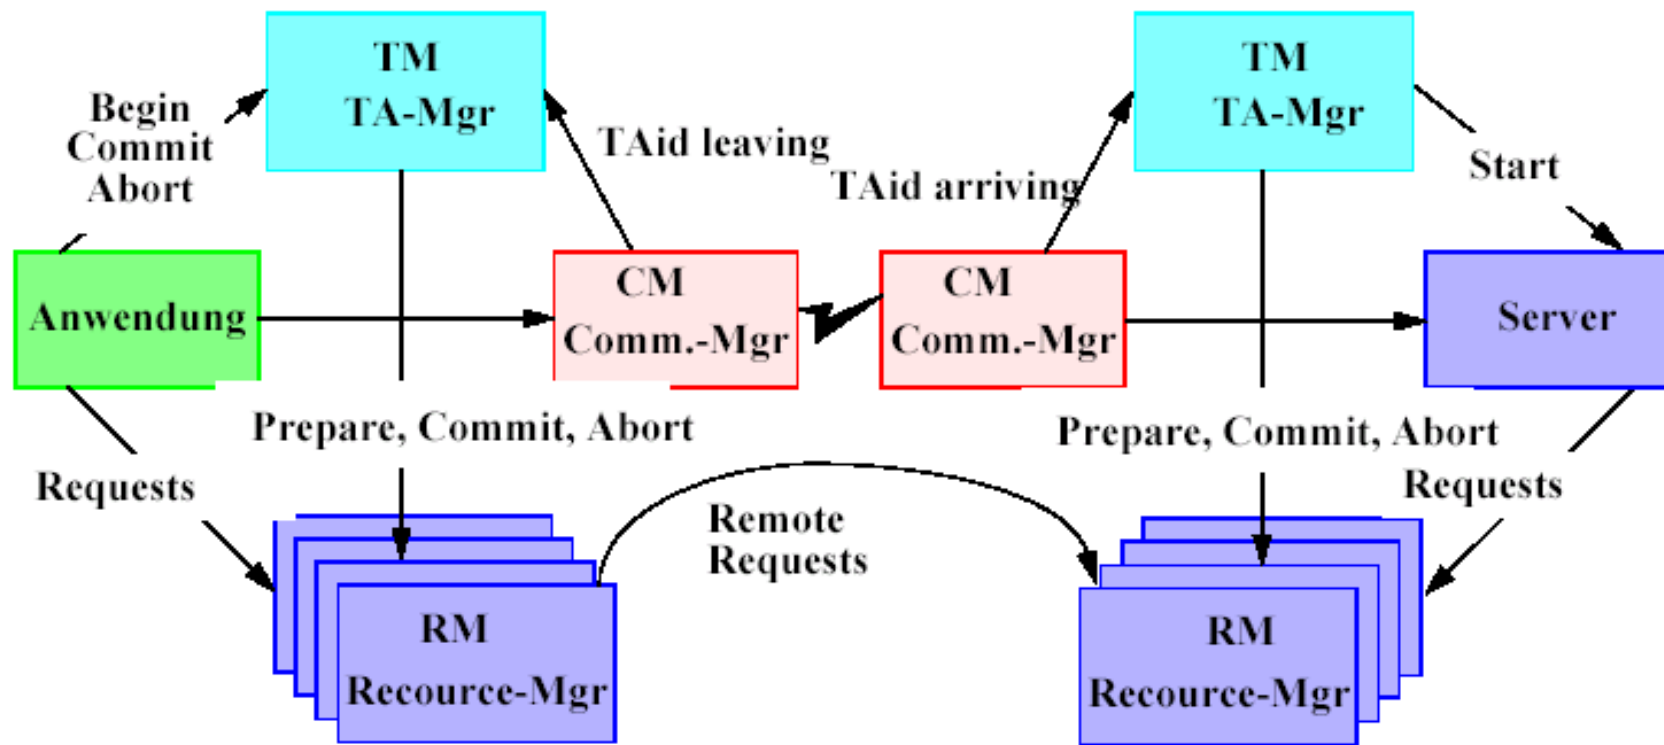 TM
TA-Mgr
TM
TA-Mgr
Begin
Commit
Abort
TAid leaving
TAid arriving
Start
Anwendung
CM
Comm.-Mgr
CM
Comm.-Mgr
Server
Prepare, Commit, Abort
Prepare, Commit, Abort
Requests
Requests
Remote
Requests
RM
Recource-Mgr
RM
Recource-Mgr